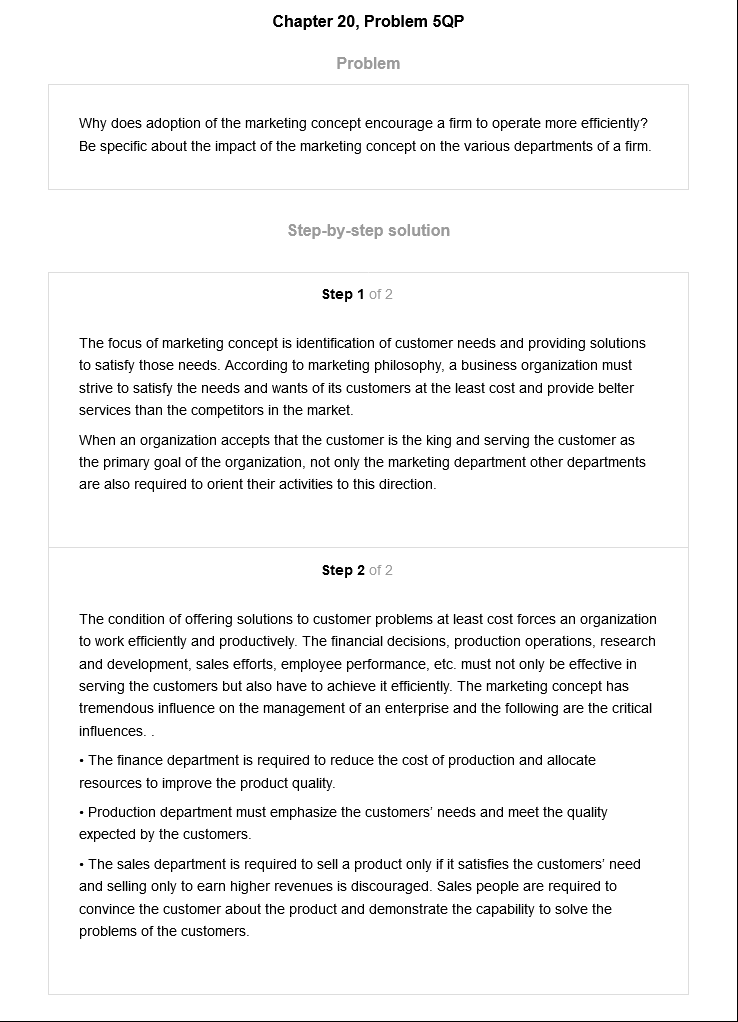 Chapter 20, Problem 5QP
Problem
Why does adoption of the marketing concept encourage a firm to operate more efficiently?
Be specific about the impact of the marketing concept on the various departments of a firm.
Step-by-step solution
Step 1 of 2
The focus of marketing concept is identification of customer needs and providing solutions
to satisfy those needs. According to marketing philosophy, a business organization must
strive to satisfy the needs and wants of its customers at the least cost and provide belter
services than the competitors in the market.
When an organization accepts that the customer is the king and serving the customer as
the primary goal of the organization, not only the marketing department other departments
are also required to orient their activities to this direction.
Step 2 of 2
The condition of offering solutions to customer problems at least cost forces an organization
to work efficiently and productively. The financial decisions, production operations, research
and development, sales efforts, employee performance, etc. must not only be effective in
serving the customers but also have to achieve it efficiently. The marketing concept has
tremendous influence on the management of an enterprise and the following are the critical
influences. .
• The finance department is required to reduce the cost of production and allocate
resources to improve the product quality.
• Production department must emphasize the customers' needs and meet the quality
expected by the customers.
• The sales department is required to sell a product only if it satisfies the customers' need
and selling only to earn higher revenues is discouraged. Sales people are required to
convince the customer about the product and demonstrate the capability to solve the
problems of the customers.